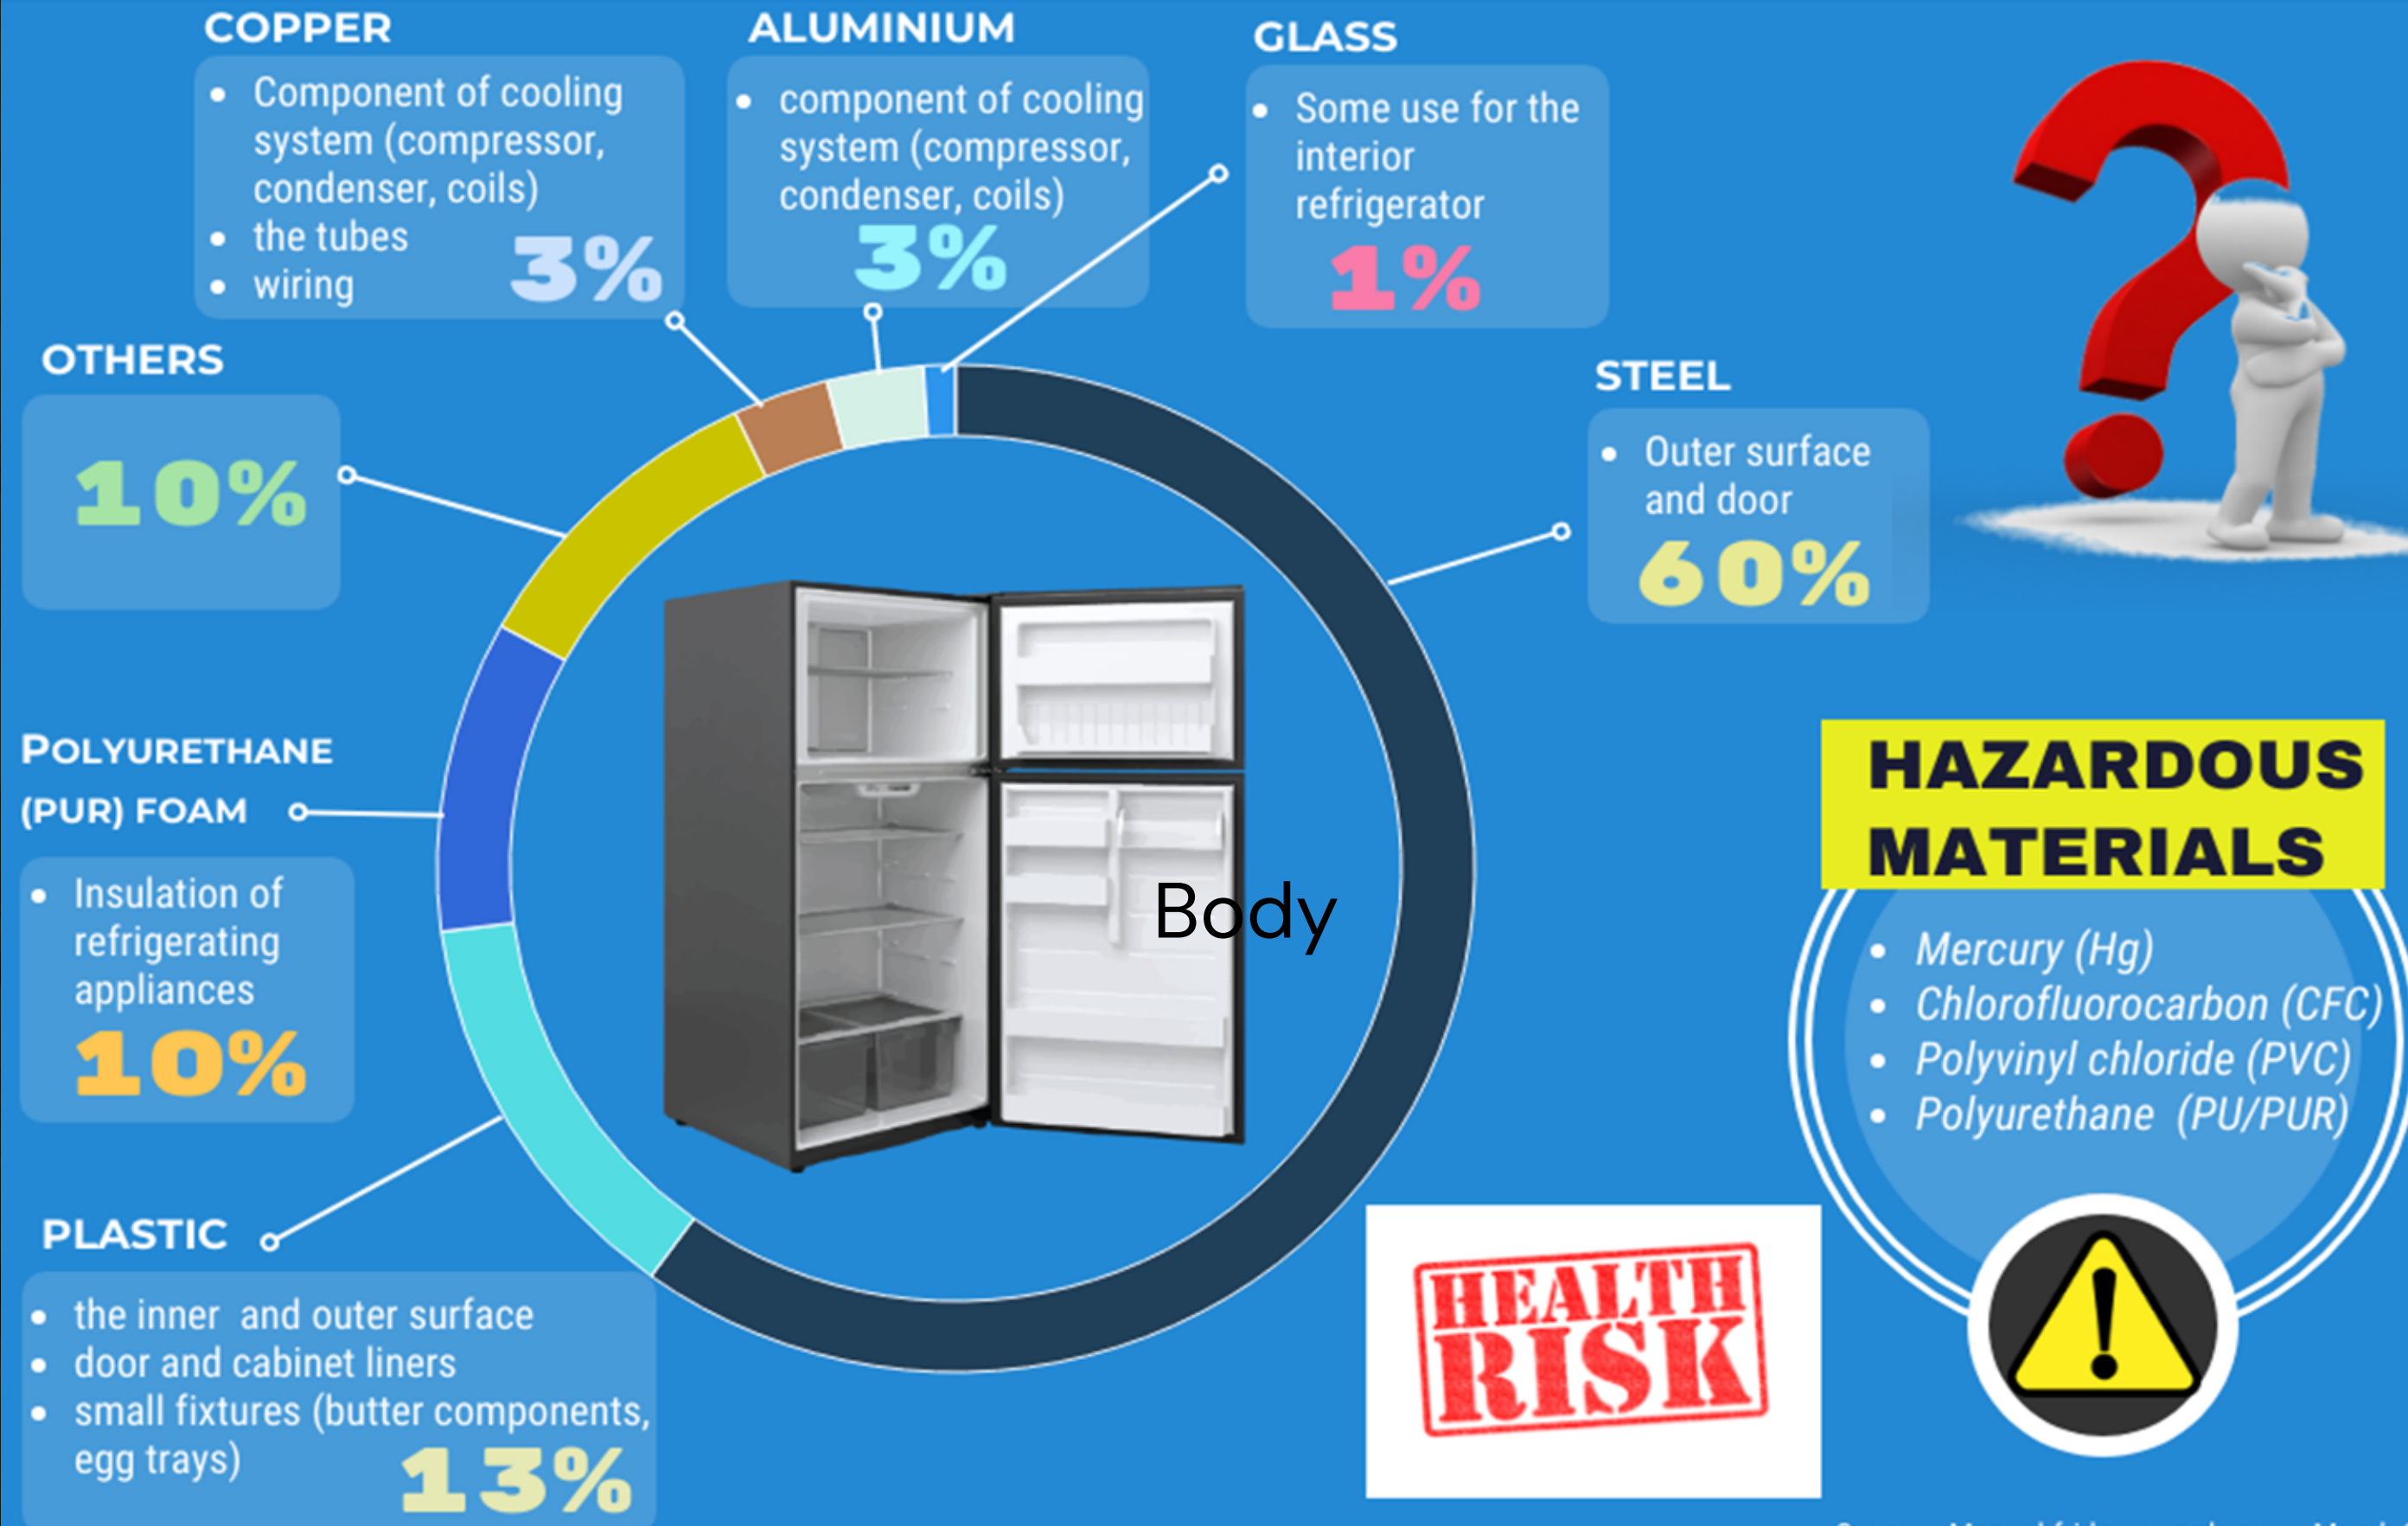 COPPER
• Component of cooling
system (compressor,
condenser, coils)
• the tubes
• wiring
3%
ALUMINIUM
• component of cooling
system (compressor,
condenser, coils)
3%
GLASS
• Some use for the
interior
refrigerator
1%
OTHERS
10%
STEEL
• Outer surface
and door
60%
POLYURETHANE
(PUR) FOAM
• Insulation of
refrigerating
appliances
10%
Body
HAZARDOUS
MATERIALS
• Mercury (Hg)
• Chlorofluorocarbon (CFC)
• Polyvinyl chloride (PVC)
• Polyurethane (PU/PUR)
PLASTIC
• the inner and outer surface
• door and cabinet liners
• small fixtures (butter components,
egg trays)
13%
HEALTH
RISK